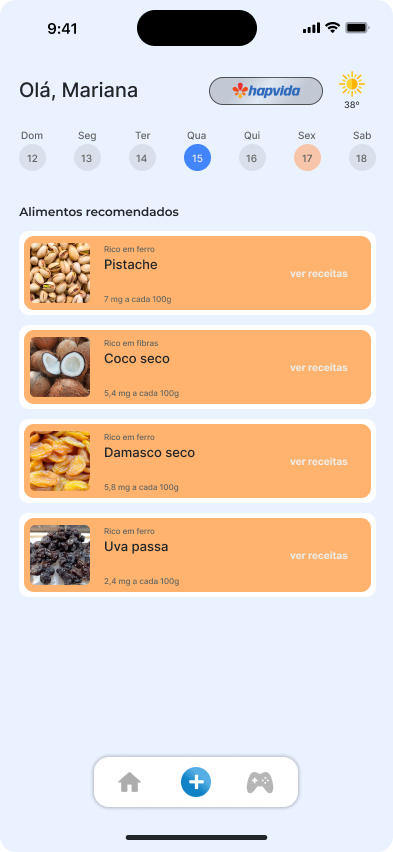 9:41
Olá, Mariana
hapvida
38°
Dom Seg Ter Qua Qui Sex Sab
12 13 14 15 16 17 18
Alimentos recomendados
Rico em ferro
Pistache
ver receitas
7 mg a cada 100g
Rico em fibras
Coco seco
ver receitas
5,4 mg a cada 100g
Rico em ferro
Damasco seco
ver receitas
5,8 mg a cada 100g
Rico em ferro
Uva passa
ver receitas
2,4 mg a cada 100g